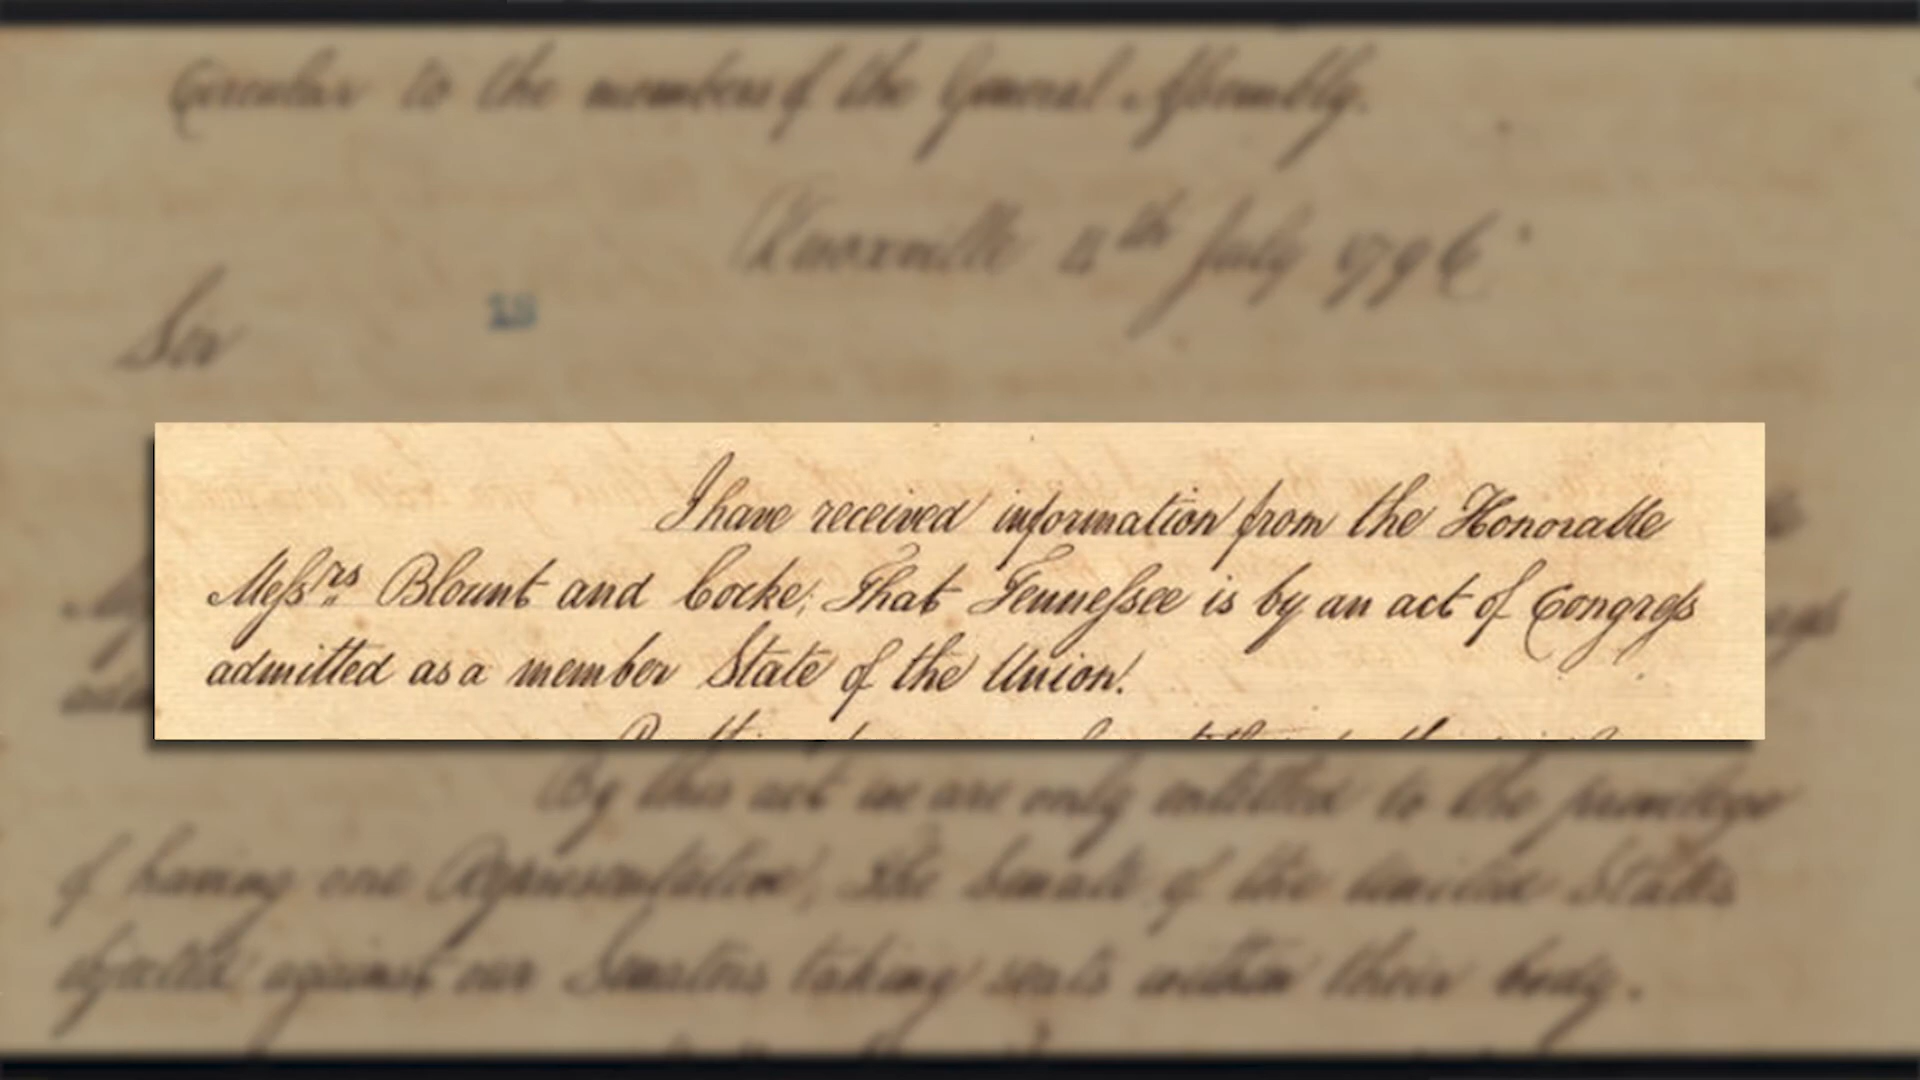 Circular to the members of the General Assembly.
Knoxville 4th July 1796
Sir
18
I have received information from the Honorable
Messrs Blount and Cocke; That Tennessee is by an act of Congress
admitted as a member State of the Union.
By this act we are only entitled to the privilege
of having one Representative, The Senate of the United States
objected against our Senators taking seats within their body.